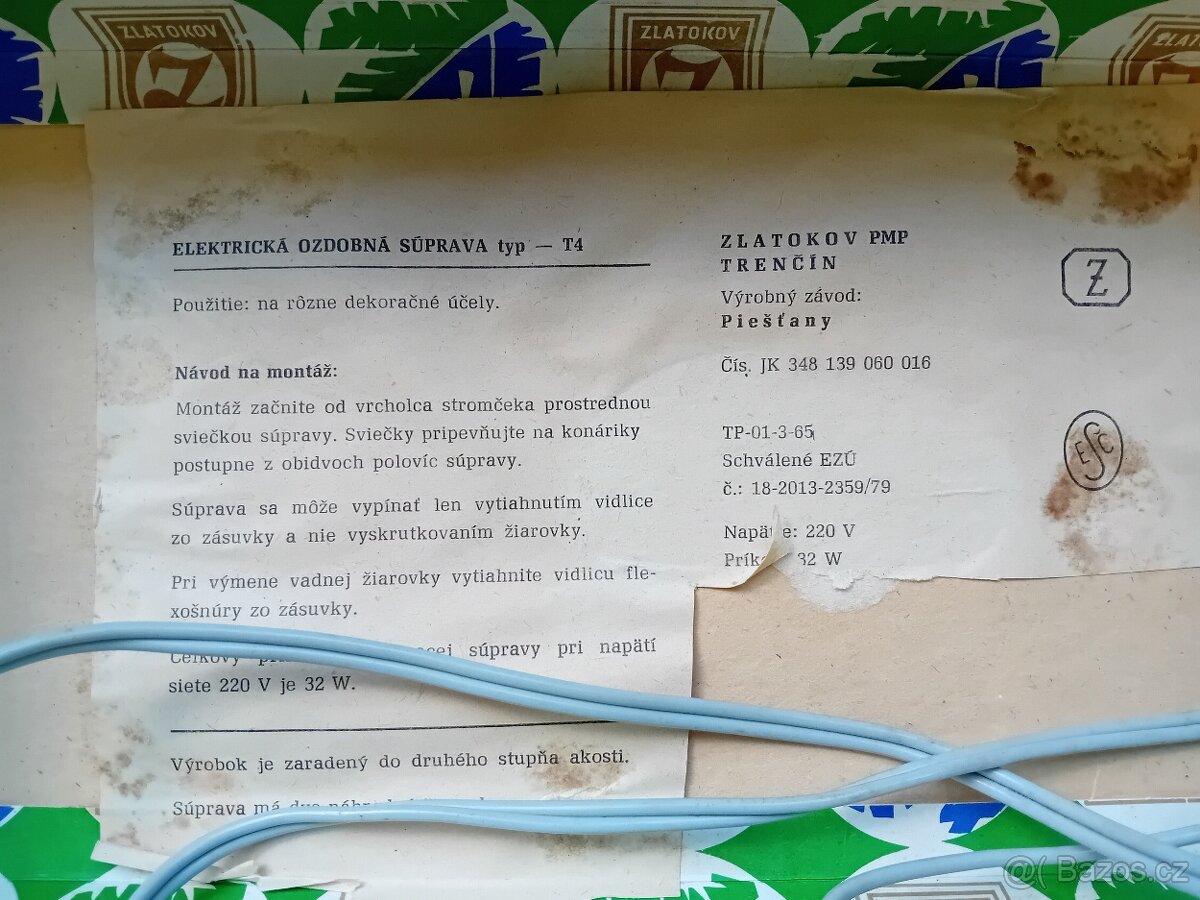 ZLATOKOV
ZLATOKOV
ELEKTRICKÁ OZDOBNÁ SÚPRAVA typ — T4
Použitie: na rôzne dekoračné účely.
Návod na montáž:
Montáž začnite od vrcholca stromčeka prostrednou
sviečkou súpravy. Sviečky pripevňujte na konáriky
postupne z obidvoch polovíc súpravy.
Súprava sa môže vypínať len vytiahnutím vidlice
zo zásuvky a nie vyskrutkovaním žiarovky.
Pri výmene vadnej žiarovky vytiahnite vidlicu fle-
xošnúry zo zásuvky.
Celkový súpravy pri napätí
siete 220 V je 32 W.
Výrobok je zaradený do druhého stupňa akosti.
Súprava má
ZLATOKOV PMP
TRENČÍN
Výrobný závod:
Piešťany
Čís. JK 348 139 060 016
TP-01-3-65
Schválené EZÚ
č.: 18-2013-2359/79
Napätie: 220 V
32 W
Z
ESC
@ Bazos.cz